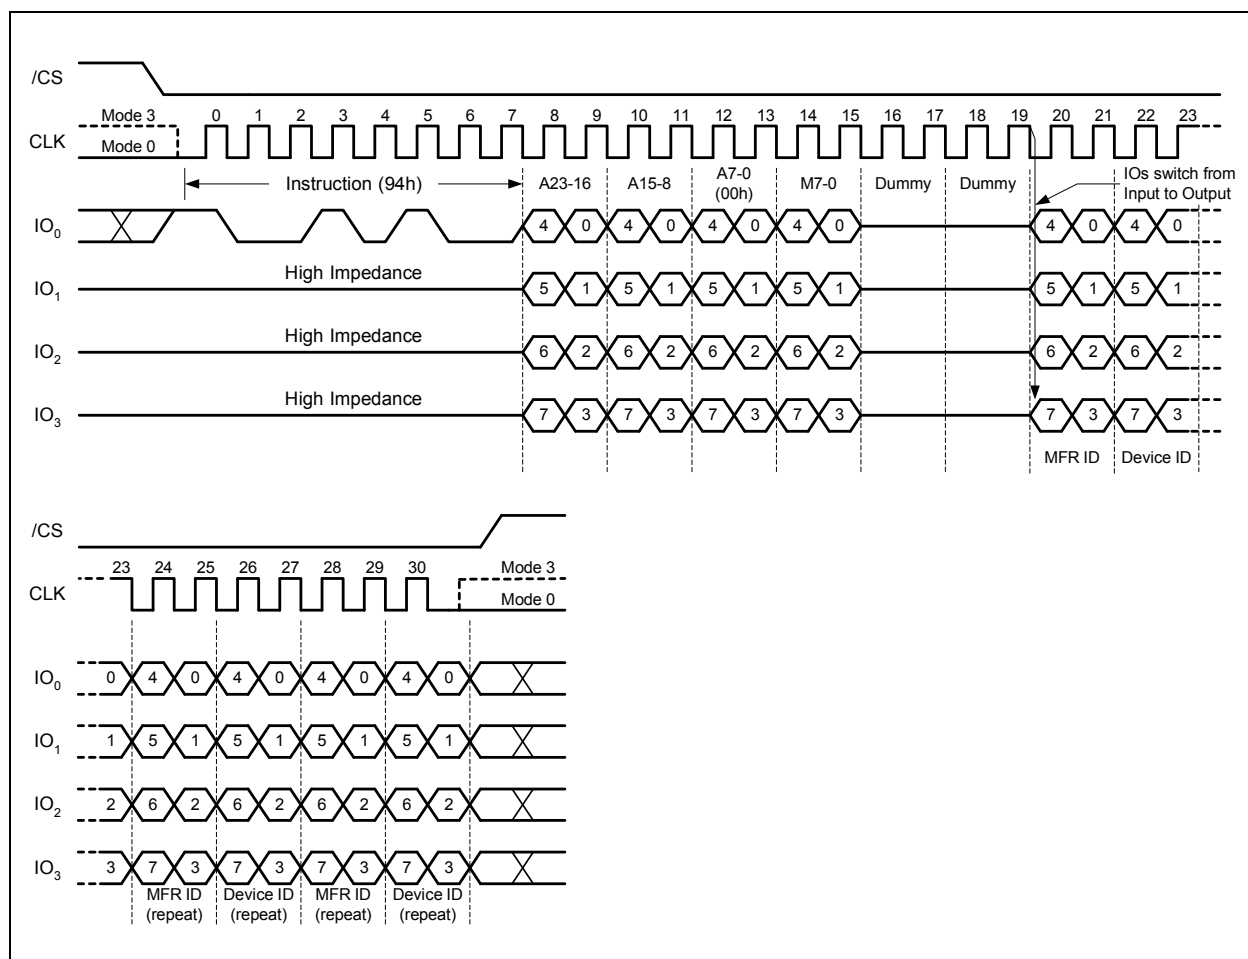 /CS
Mode 3 0 1 2 3 4 5 6 7 8 9 10 11 12 13 14 15 16 17 18 19 20 21 22 23
CLK Mode 0
Instruction (94h) A23-16 A15-8 A7-0 (00h) M7-0 Dummy Dummy IOs switch from Input to Output
IO0 4 0 4 0 4 0 4 0 4 0 4 0
High Impedance
IO1 5 1 5 1 5 1 5 1 5 1 5 1
High Impedance
IO2 6 2 6 2 6 2 6 2 6 2 6 2
High Impedance
IO3 7 3 7 3 7 3 7 3 7 3 7 3
MFR ID Device ID
/CS
23 24 25 26 27 28 29 30 Mode 3
CLK Mode 0
IO0 0 4 0 4 0 4 0 4 0
IO1 1 5 1 5 1 5 1 5 1
IO2 2 6 2 6 2 6 2 6 2
IO3 3 7 3 7 3 7 3 7 3
MFR ID Device ID MFR ID Device ID
(repeat) (repeat) (repeat) (repeat)